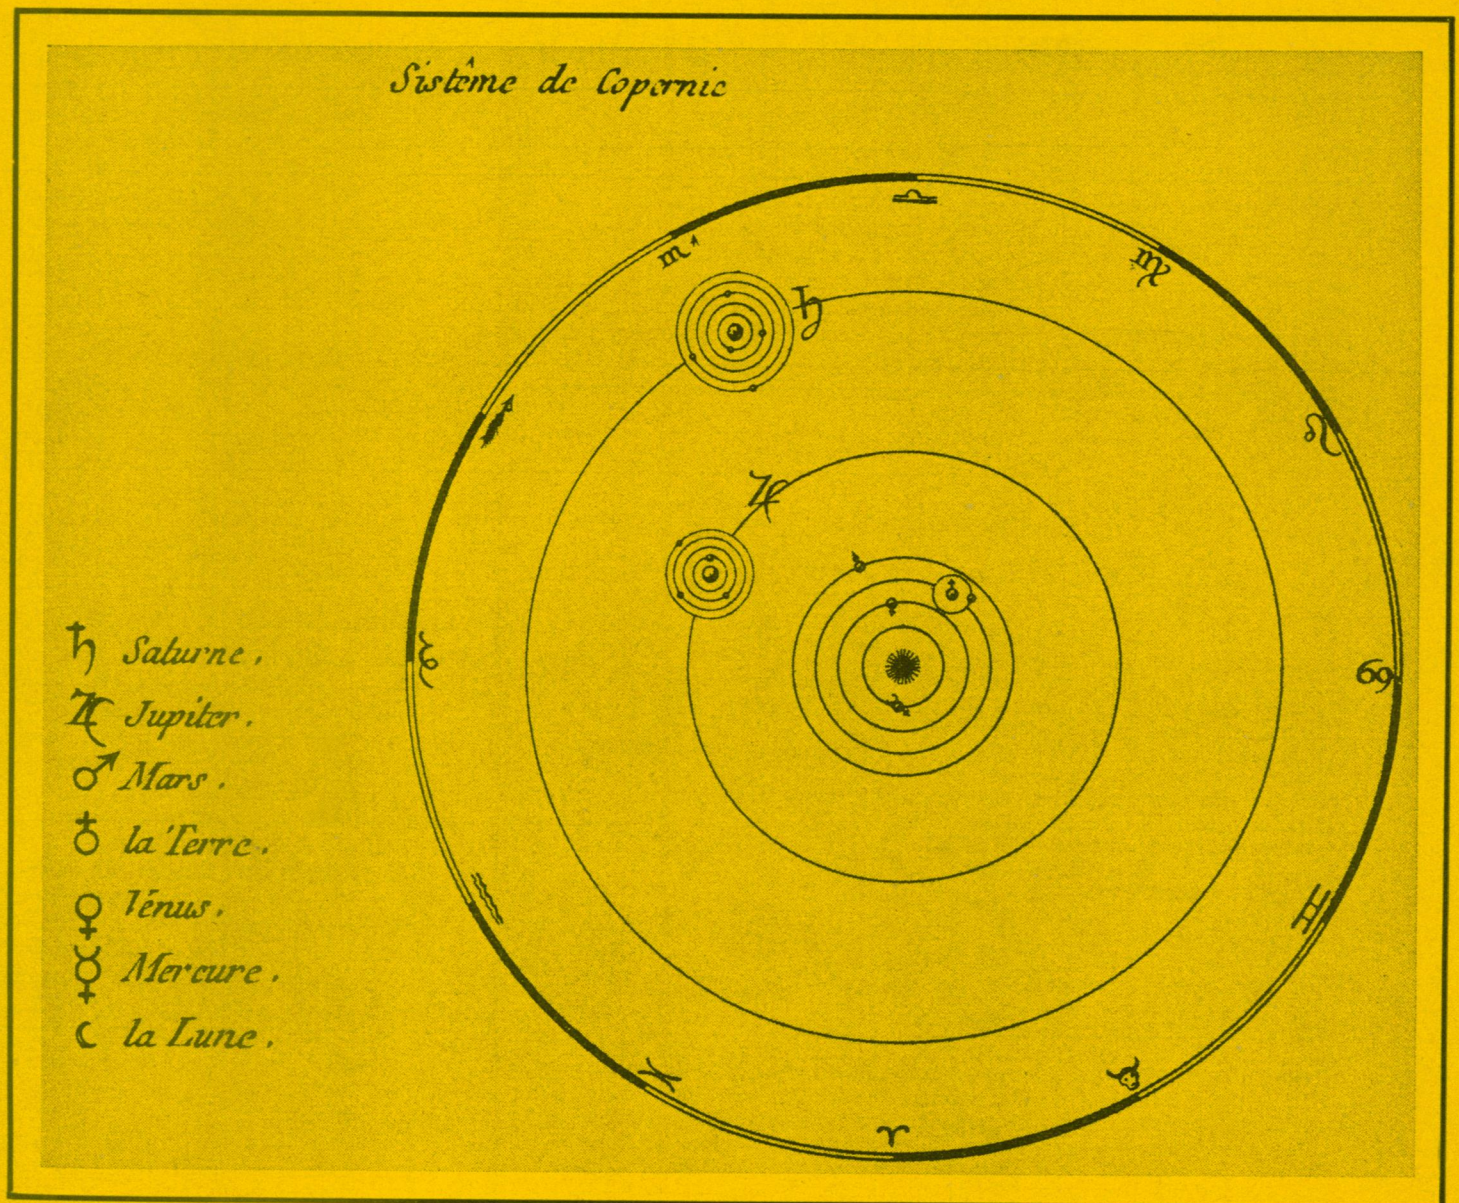 Sistême de Copernic
♄ Saturne.
♃ Jupiter.
♂ Mars.
♁ la Terre.
♀ Vénus.
☿ Mercure.
☾ la Lune.